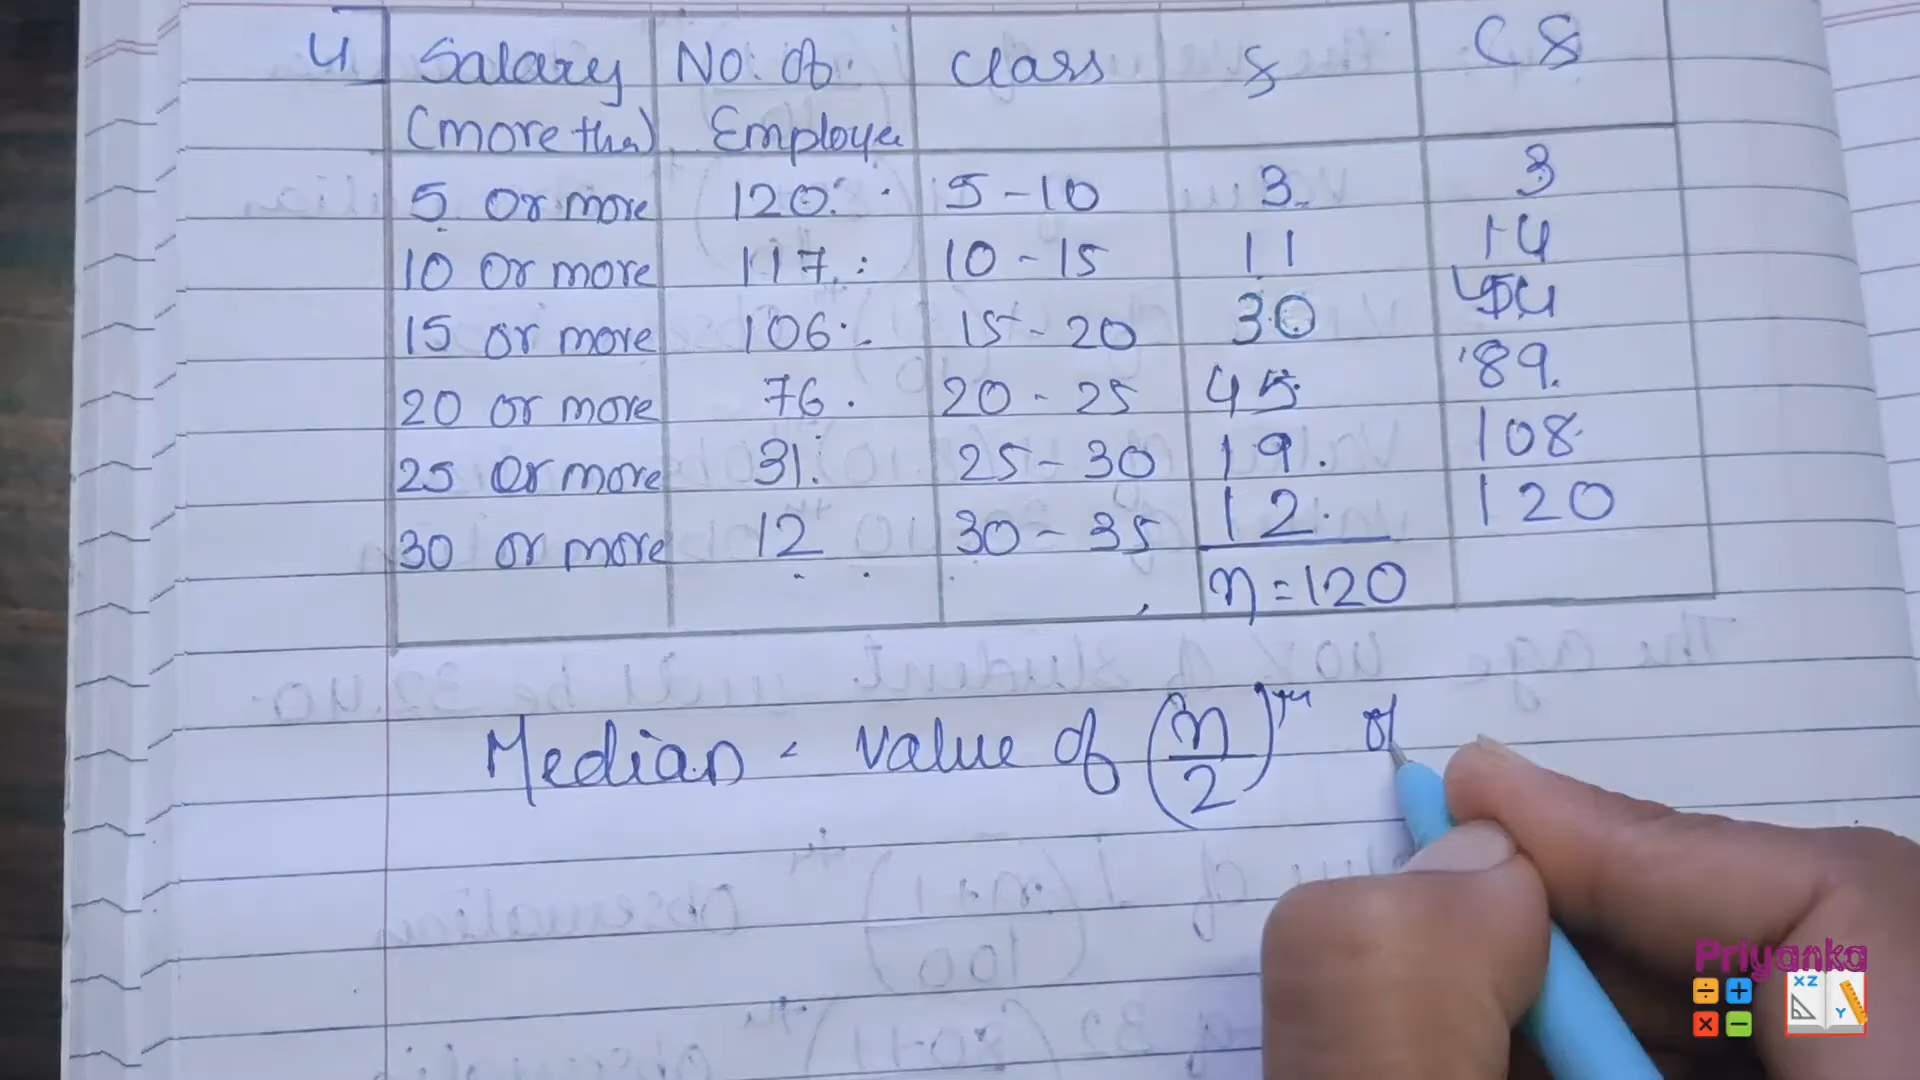 4 Salary No. of Class f Cf
(more than) Employee
5 or more 120 5-10 3 3
10 or more 117 10-15 11 14
15 or more 106 15-20 30 44
20 or more 76 20-25 45 89
25 or more 31 25-30 19 108
30 or more 12 30-35 12 120
n=120
Median = value of (n/2)th of
Priyanka
XZ
Y